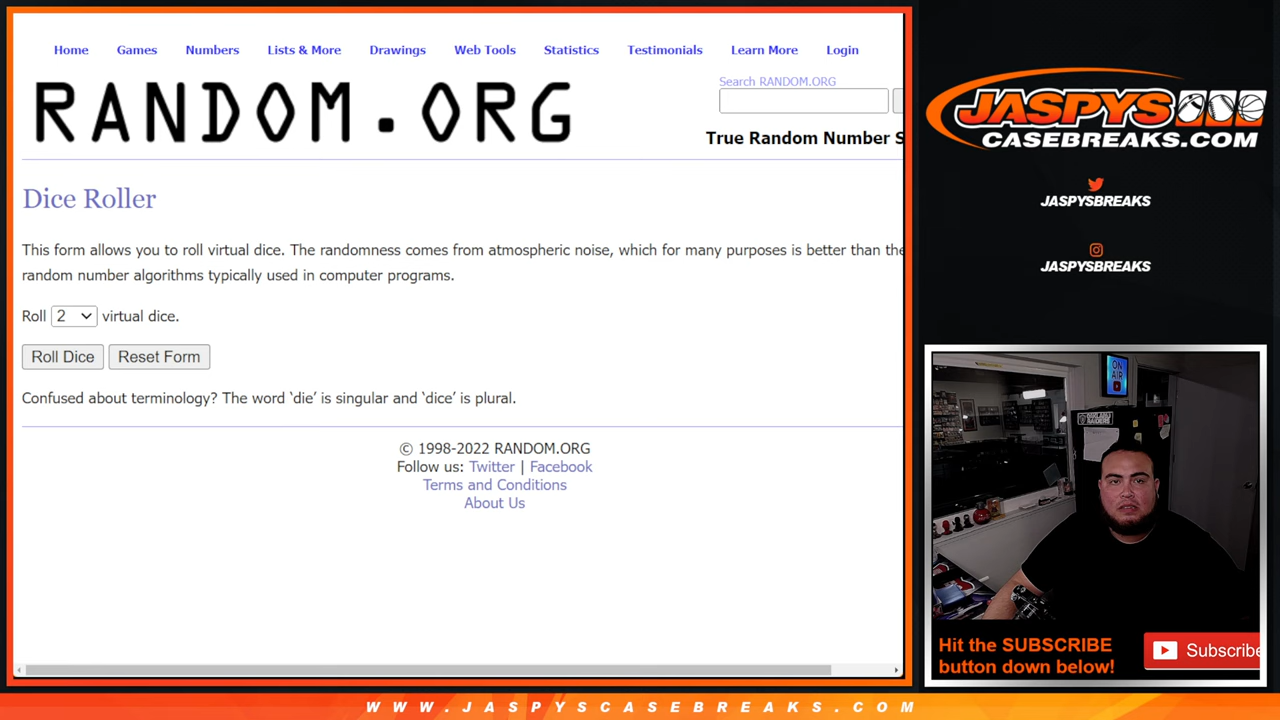 Home Games Numbers Lists & More Drawings Web Tools Statistics Testimonials Learn More Login
RANDOM.ORG
Search RANDOM.ORG
True Random Number S
Dice Roller
This form allows you to roll virtual dice. The randomness comes from atmospheric noise, which for many purposes is better than the
random number algorithms typically used in computer programs.
Roll 2 virtual dice.
Roll Dice Reset Form
Confused about terminology? The word ‘die’ is singular and ‘dice’ is plural.
© 1998-2022 RANDOM.ORG
Follow us: Twitter | Facebook
Terms and Conditions
About Us
JASPYS
CASEBREAKS.COM
JASPYSBREAKS
JASPYSBREAKS
ON
AIR
Hit the SUBSCRIBE
button down below!
Subscribe
WWW.JASPYSCASEBREAKS.COM